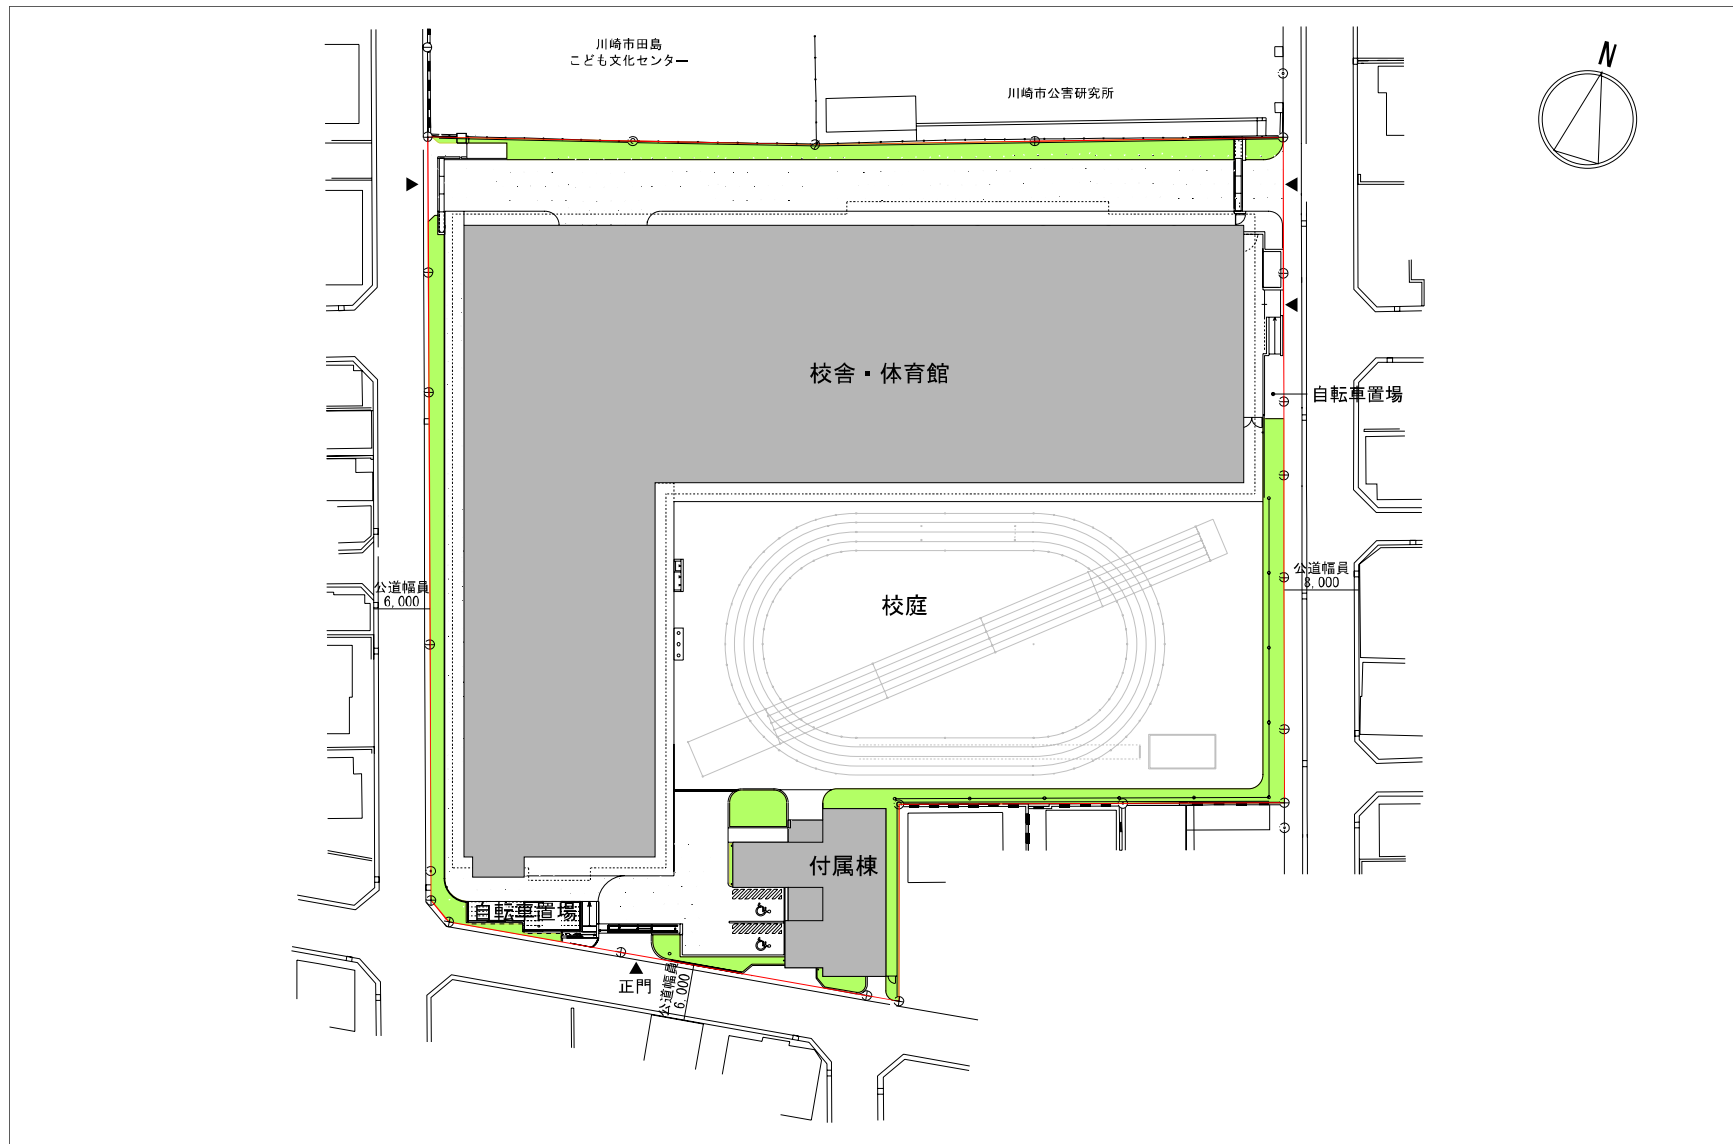 川崎市田島
こども文化センター
N
川崎市公害研究所
校舎・体育館
自転車置場
公道幅員
6,000
公道幅員
8,000
校庭
付属棟
自転車置場
正門
公道幅員
6,000